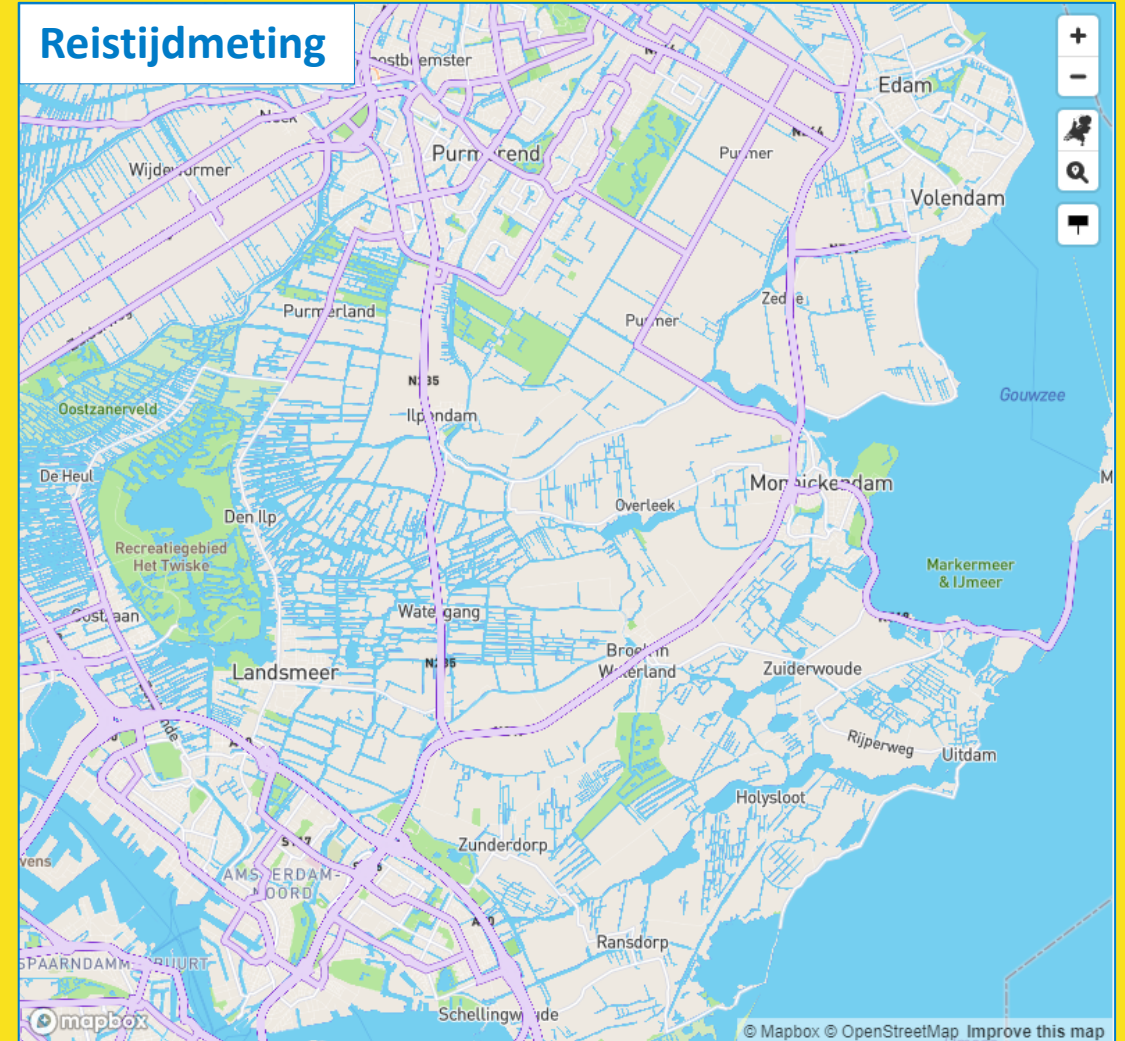 Reistijdmeting
Edam
Purmer
Wijdewormer
Purmerend
Volendam
Purmerland
Purmer
Zedde
N235
Gouwzee
Oostzanerveld
Ilpendam
De Heul
Monnickendam
Overleek
Den Ilp
Recreatiegebied
Het Twiske
Markermeer
& IJmeer
Watergang
Oostzaan
Broek in
Waterland
N235
Landsmeer
Zuiderwoude
Rijperweg
Uitdam
Holysloot
Zunderdorp
AMSTERDAM-
NOORD
A10
Ransdorp
Schellingwoude
mapbox
© Mapbox © OpenStreetMap Improve this map